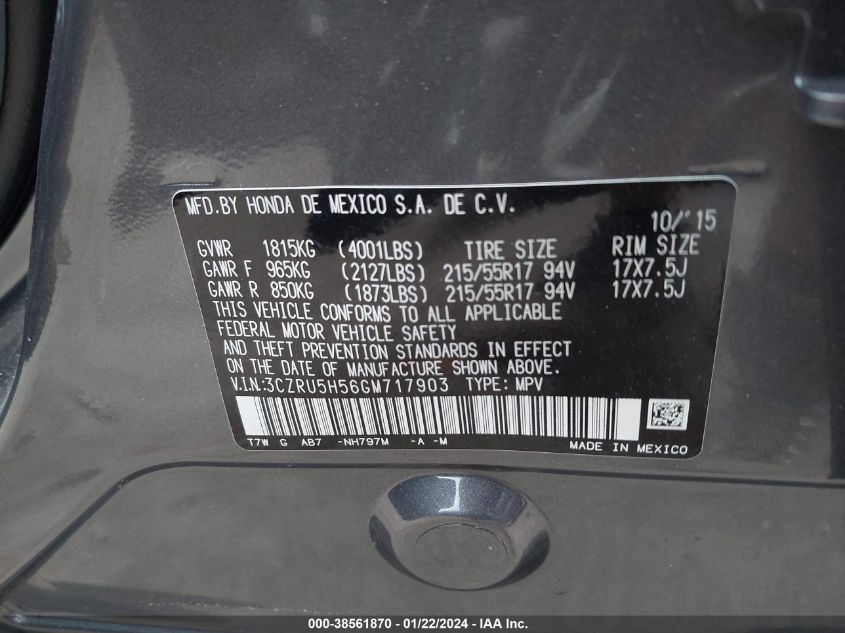 MFD.BY HONDA DE MEXICO S.A. DE C.V.
10/'15
GVWR 1815KG (4001LBS) TIRE SIZE RIM SIZE
GAWR F 965KG (2127LBS) 215/55R17 94V 17X7.5J
GAWR R 850KG (1873LBS) 215/55R17 94V 17X7.5J
THIS VEHICLE CONFORMS TO ALL APPLICABLE
FEDERAL MOTOR VEHICLE SAFETY
AND THEFT PREVENTION STANDARDS IN EFFECT
ON THE DATE OF MANUFACTURE SHOWN ABOVE.
V.I.N:3CZRU5H56GM717903 TYPE: MPV
T7W G AB7 -NH797M -A -M MADE IN MEXICO
000-38561870 - 01/22/2024 - IAA Inc.